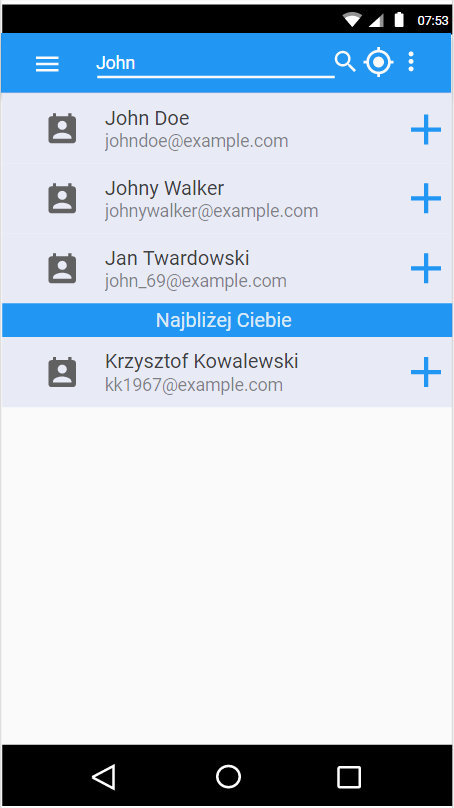 07:53
John
John Doe
johndoe@example.com
Johny Walker
johnywalker@example.com
Jan Twardowski
john_69@example.com
Najbliżej Ciebie
Krzysztof Kowalewski
kk1967@example.com